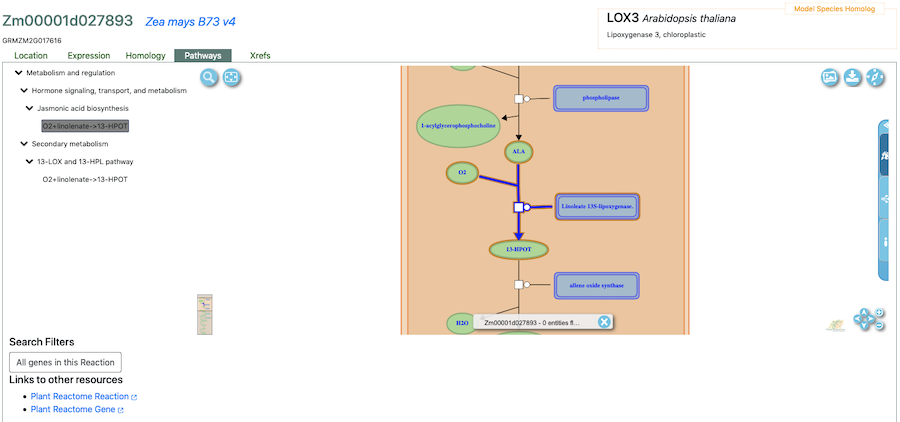 Zm00001d027893 Zea mays B73 v4
GRMZM2G017616
Model Species Homolog
LOX3 Arabidopsis thaliana
Lipoxygenase 3, chloroplastic
Location Expression Homology Pathways Xrefs
Metabolism and regulation
Hormone signaling, transport, and metabolism
Jasmonic acid biosynthesis
O2+linolenate->13-HPOT
Secondary metabolism
13-LOX and 13-HPL pathway
O2+linolenate->13-HPOT
phospholipase
1-acylglycerophosphocholine
ALA
O2
Linoleate 13S-lipoxygenase.
13-HPOT
allene oxide synthase
H2O
Zm00001d027893 - 0 entities fl...
Search Filters
All genes in this Reaction
Links to other resources
Plant Reactome Reaction
Plant Reactome Gene